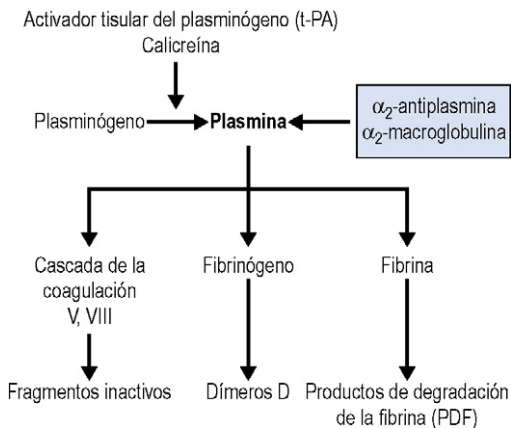 Activador tisular del plasminógeno (t-PA)
Calicreína
Plasminógeno
Plasmina
α2-antiplasmina
α2-macroglobulina
Cascada de la
coagulación
V, VIII
Fibrinógeno
Fibrina
Fragmentos inactivos
Dímeros D
Productos de degradación
de la fibrina (PDF)